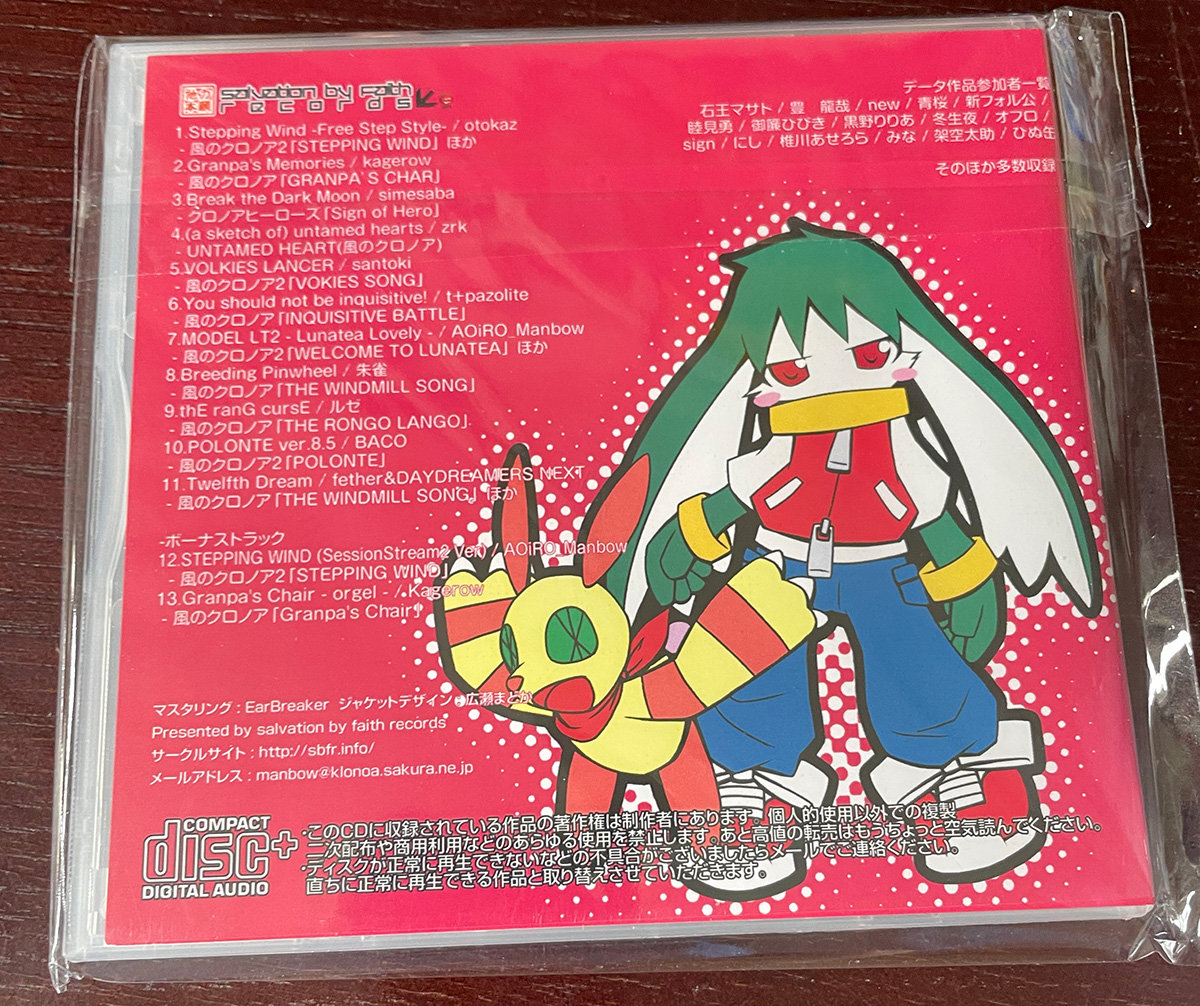 salvation by faith
records
1.Stepping Wind -Free Step Style- / otokaz
- 風のクロノア2「STEPPING WIND」ほか
2.Granpa's Memories / kagerow
- 風のクロノア「GRANPA`S CHAR」
3.Break the Dark Moon / simesaba
- クロノアヒーローズ「Sign of Hero」
4.(a sketch of) untamed hearts / zrk
- UNTAMED HEART(風のクロノア)
5.VOLKIES LANCER / santoki
- 風のクロノア2「VOKIES SONG」
6.You should not be inquisitive! / t+pazolite
- 風のクロノア「INQUISITIVE BATTLE」
7.MODEL LT2 - Lunatea Lovely - / AOiRO_Manbow
- 風のクロノア2「WELCOME TO LUNATEA」ほか
8.Breeding Pinwheel / 朱雀
- 風のクロノア「THE WINDMILL SONG」
9.thE ranG cursE / ルゼ
- 風のクロノア「THE RONGO LANGO」
10.POLONTE ver.8.5 / BACO
- 風のクロノア2「POLONTE」
11.Twelfth Dream / fether&DAYDREAMERS NEXT
- 風のクロノア「THE WINDMILL SONG」ほか
-ボーナストラック
12.STEPPING WIND (SessionStream2 Ver) / AOiRO_Manbow
- 風のクロノア2「STEPPING WIND」
13.Granpa's Chair - orgel - / Kagerow
- 風のクロノア「Granpa's Chair」
データ作品参加者一覧
石王マサト / 豊 龍哉 / new / 青桜 / 新フォル公 /
睦見勇 / 御簾ひびき / 黒野りりあ / 冬生夜 / オフロ /
sign / にし / 椎川あせろら / みな / 架空太助 / ひぬ缶
そのほか多数収録
マスタリング : EarBreaker ジャケットデザイン : 広瀬まどか
Presented by salvation by faith records
サークルサイト : http://sbfr.info/
メールアドレス : manbow@klonoa.sakura.ne.jp
COMPACT
disc+
DIGITAL AUDIO
・このCDに収録されている作品の著作権は制作者にあります。個人的使用以外での複製
二次配布や商用利用などのあらゆる使用を禁止します。あと高値の転売はもうちょっと空気読んでください。
・ディスクが正常に再生できないなどの不具合がございましたらメールでご連絡ください。
直ちに正常に再生できる作品と取り替えさせていただきます。